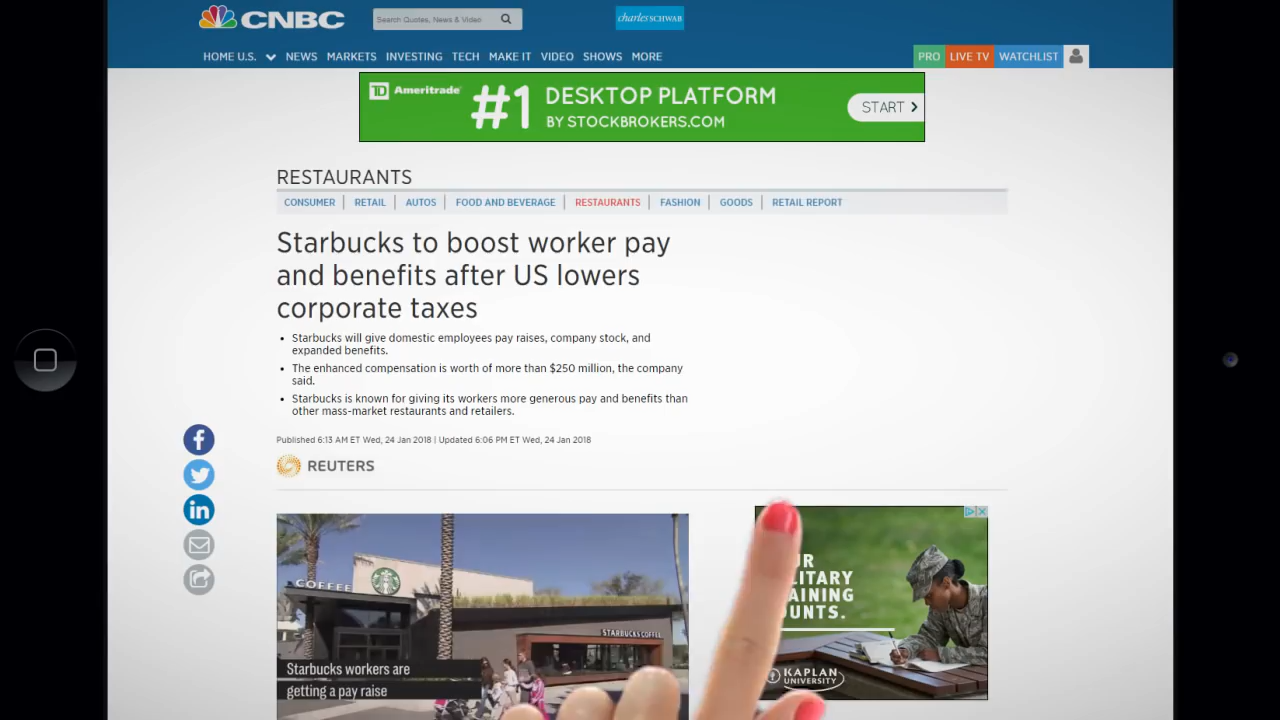 CNBC
Search Quotes, News & Video
charles SCHWAB
HOME U.S. NEWS MARKETS INVESTING TECH MAKE IT VIDEO SHOWS MORE
PRO LIVE TV WATCHLIST
TD Ameritrade
#1 DESKTOP PLATFORM
BY STOCKBROKERS.COM
START
RESTAURANTS
CONSUMER RETAIL AUTOS FOOD AND BEVERAGE RESTAURANTS FASHION GOODS RETAIL REPORT
Starbucks to boost worker pay
and benefits after US lowers
corporate taxes
• Starbucks will give domestic employees pay raises, company stock, and
expanded benefits.
• The enhanced compensation is worth of more than $250 million, the company
said.
• Starbucks is known for giving its workers more generous pay and benefits than
other mass-market restaurants and retailers.
Published 6:13 AM ET Wed, 24 Jan 2018 | Updated 6:06 PM ET Wed, 24 Jan 2018
REUTERS
f
in
COFFEE
STARBUCKS COFFEE
Starbucks workers are
getting a pay raise
COUNTS.
KAPLAN
UNIVERSITY